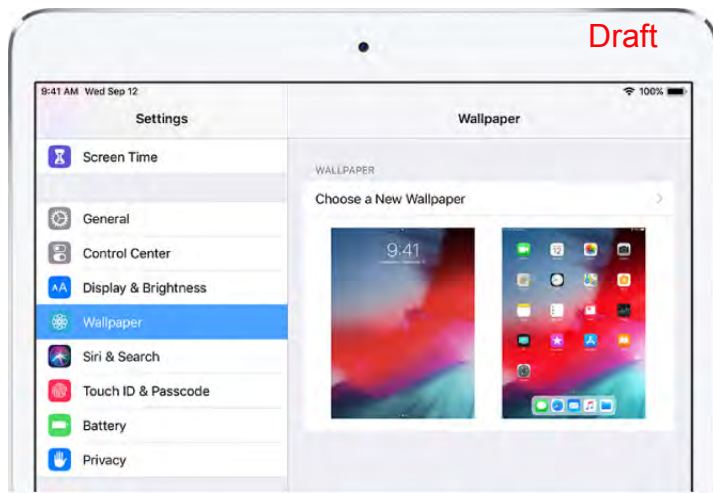 Draft
9:41 AM Wed Sep 12
100%
Settings
Screen Time
General
Control Center
Display & Brightness
AA
Wallpaper
Siri & Search
Touch ID & Passcode
Battery
Privacy
Wallpaper
WALLPAPER
Choose a New Wallpaper
9:41